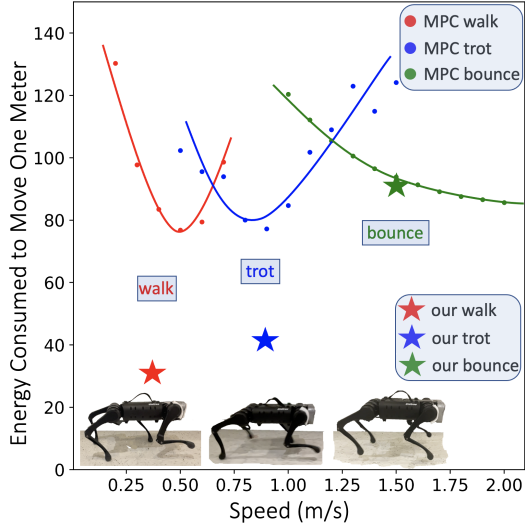 MPC walk
MPC trot
MPC bounce
140
120
100
80
60
40
20
0
Energy Consumed to Move One Meter
bounce
trot
walk
our walk
our trot
our bounce
0.25 0.50 0.75 1.00 1.25 1.50 1.75 2.00
Speed (m/s)